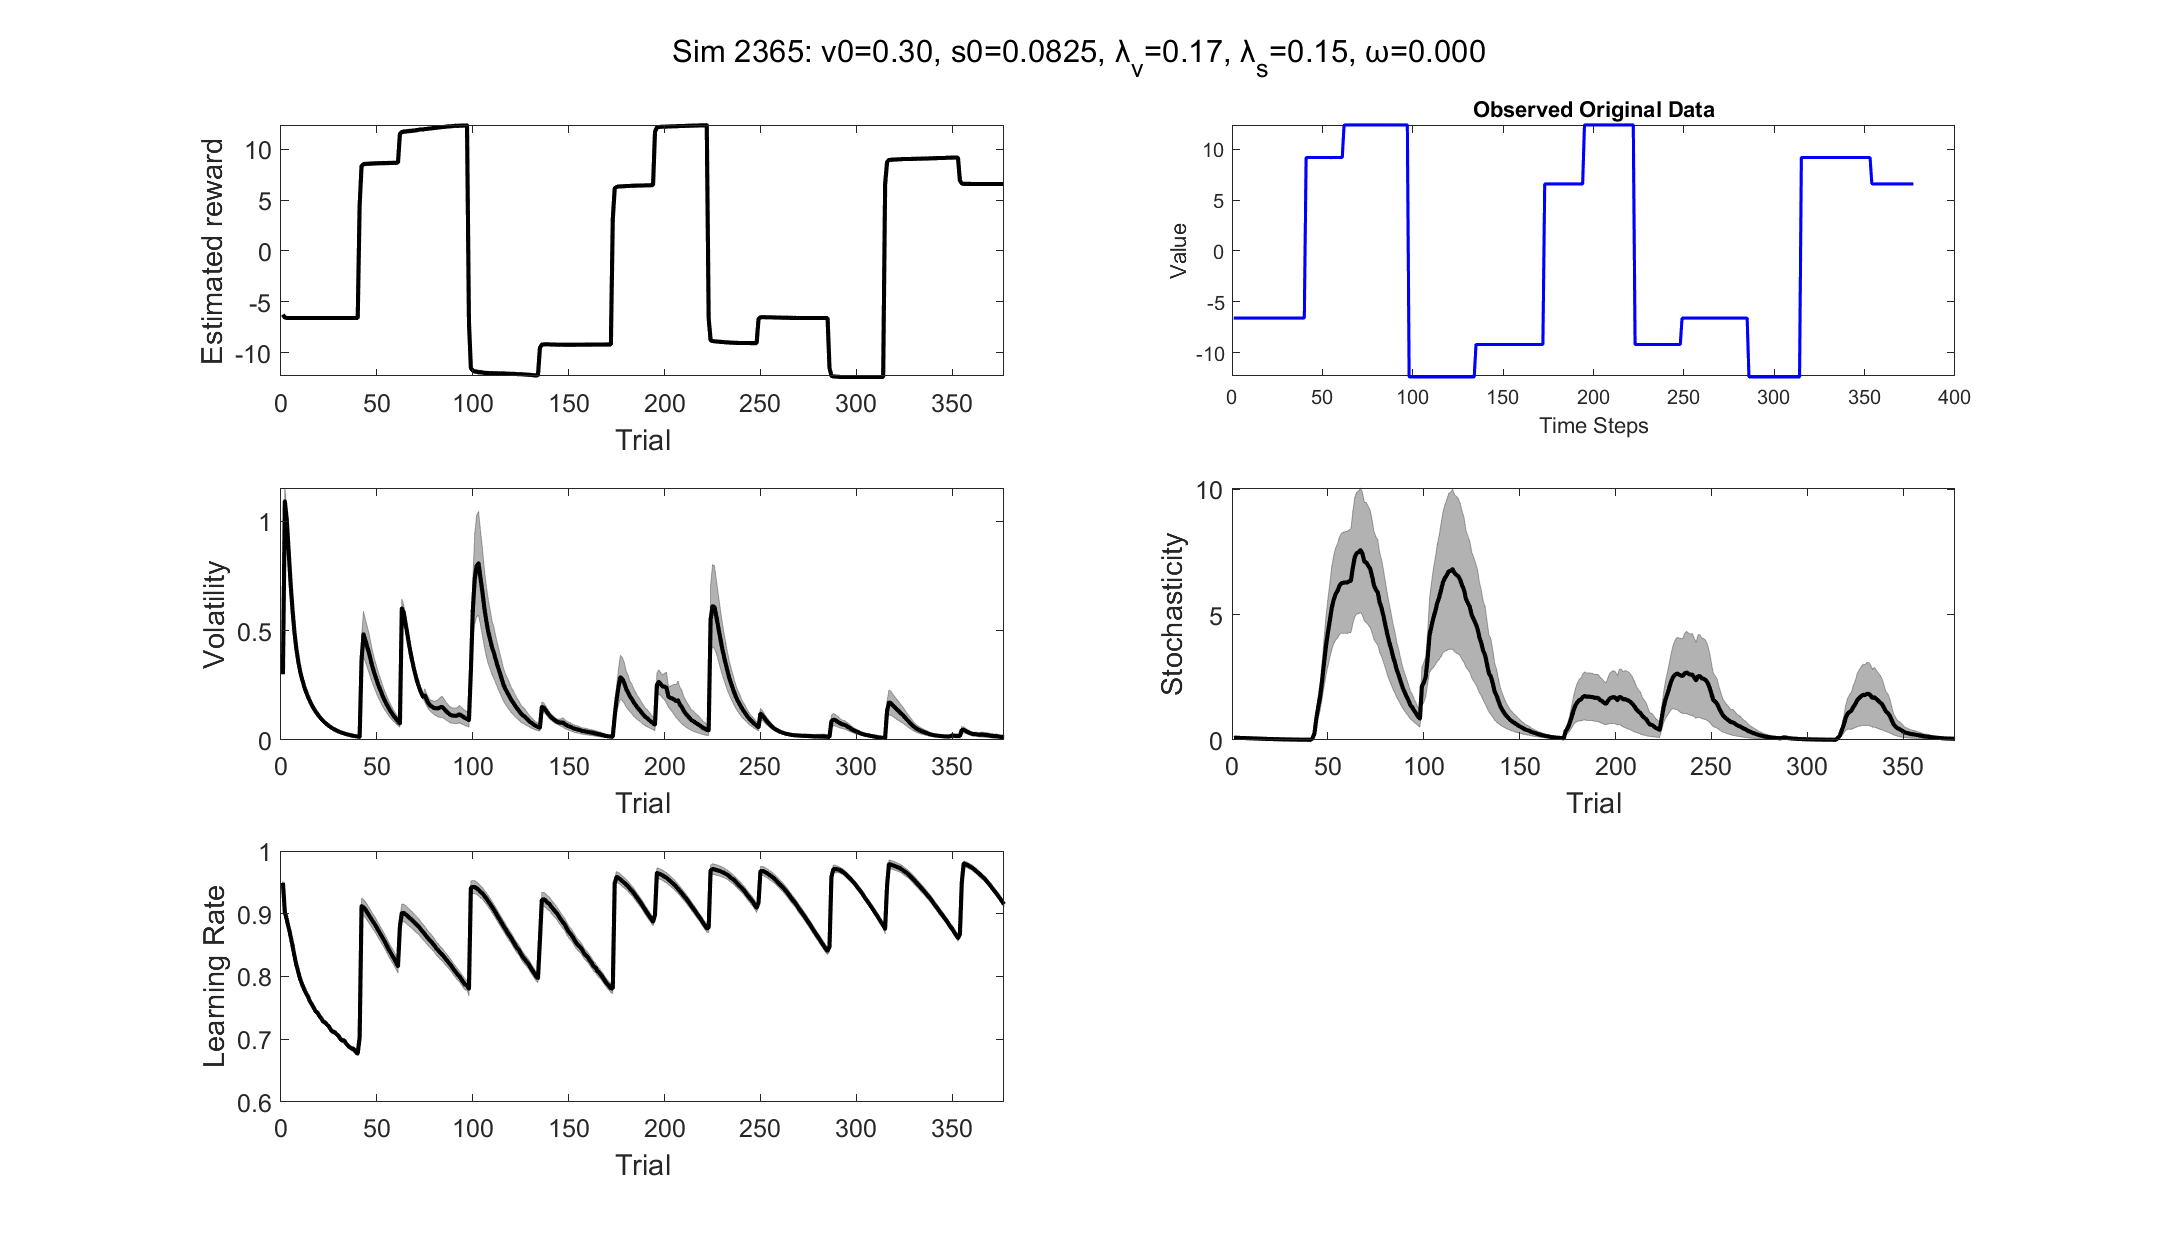 Sim 2365: v0=0.30, s0=0.0825, λ_v=0.17, λ_s=0.15, ω=0.000
Estimated reward
10
5
0
-5
-10
0 50 100 150 200 250 300 350
Trial
Observed Original Data
Value
10
5
0
-5
-10
0 50 100 150 200 250 300 350 400
Time Steps
Volatility
1
0.5
0
0 50 100 150 200 250 300 350
Trial
Stochasticity
10
5
0
0 50 100 150 200 250 300 350
Trial
Learning Rate
1
0.9
0.8
0.7
0.6
0 50 100 150 200 250 300 350
Trial